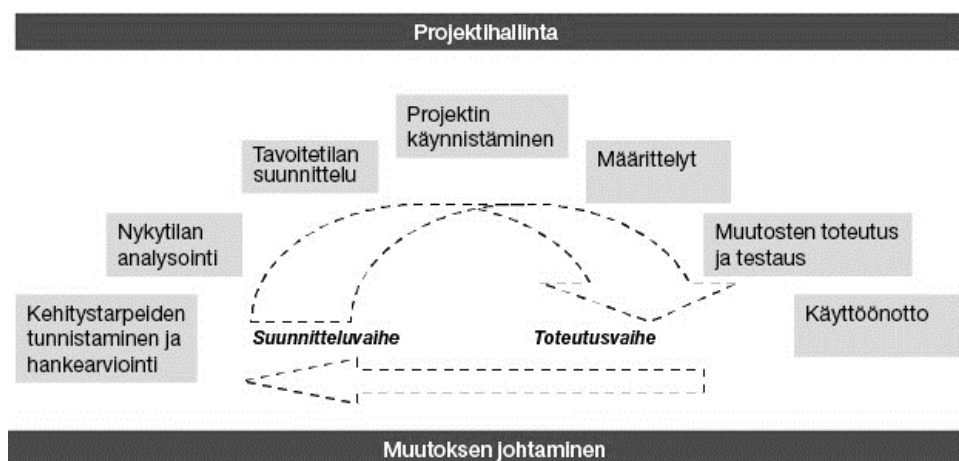 Projektihallinta
Projektin
käynnistäminen
Tavoitetilan
suunnittelu
Määrittelyt
Nykytilan
analysointi
Muutosten toteutus
ja testaus
Kehitystarpeiden
tunnistaminen ja
hankearviointi
Käyttöönotto
Suunnitteluvaihe
Toteutusvaihe
Muutoksen johtaminen